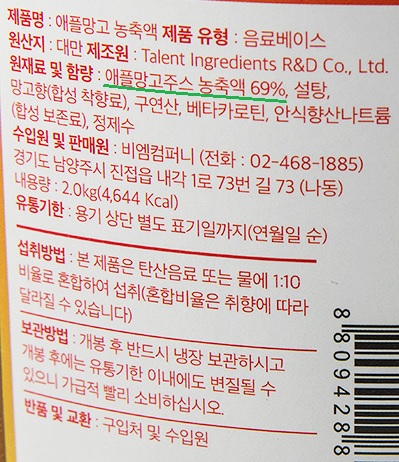 제품명 : 애플망고 농축액 제품 유형 : 음료베이스
원산지 : 대만 제조원 : Talent Ingredients R&D Co., Ltd.
원재료 및 함량 : 애플망고주스 농축액 69%, 설탕,
망고향(합성 착향료), 구연산, 베타카로틴, 안식향산나트륨
(합성 보존료), 정제수
수입원 및 판매원 : 비엠컴퍼니 (전화 : 02-468-1885)
경기도 남양주시 진접읍 내각 1로 73번 길 73 (나동)
내용량 : 2.0kg(4,644 Kcal)
유통기한 : 용기 상단 별도 표기일까지(연월일 순)
섭취방법 : 본 제품은 탄산음료 또는 물에 1:10
비율로 혼합하여 섭취(혼합비율은 취향에 따라
달라질 수 있습니다)
보관방법 : 개봉 후 반드시 냉장 보관하시고
개봉 후에는 유통기한 이내에도 변질될 수
있으니 가급적 빨리 소비하십시오.
반품 및 교환 : 구입처 및 수입원
8 809428 8